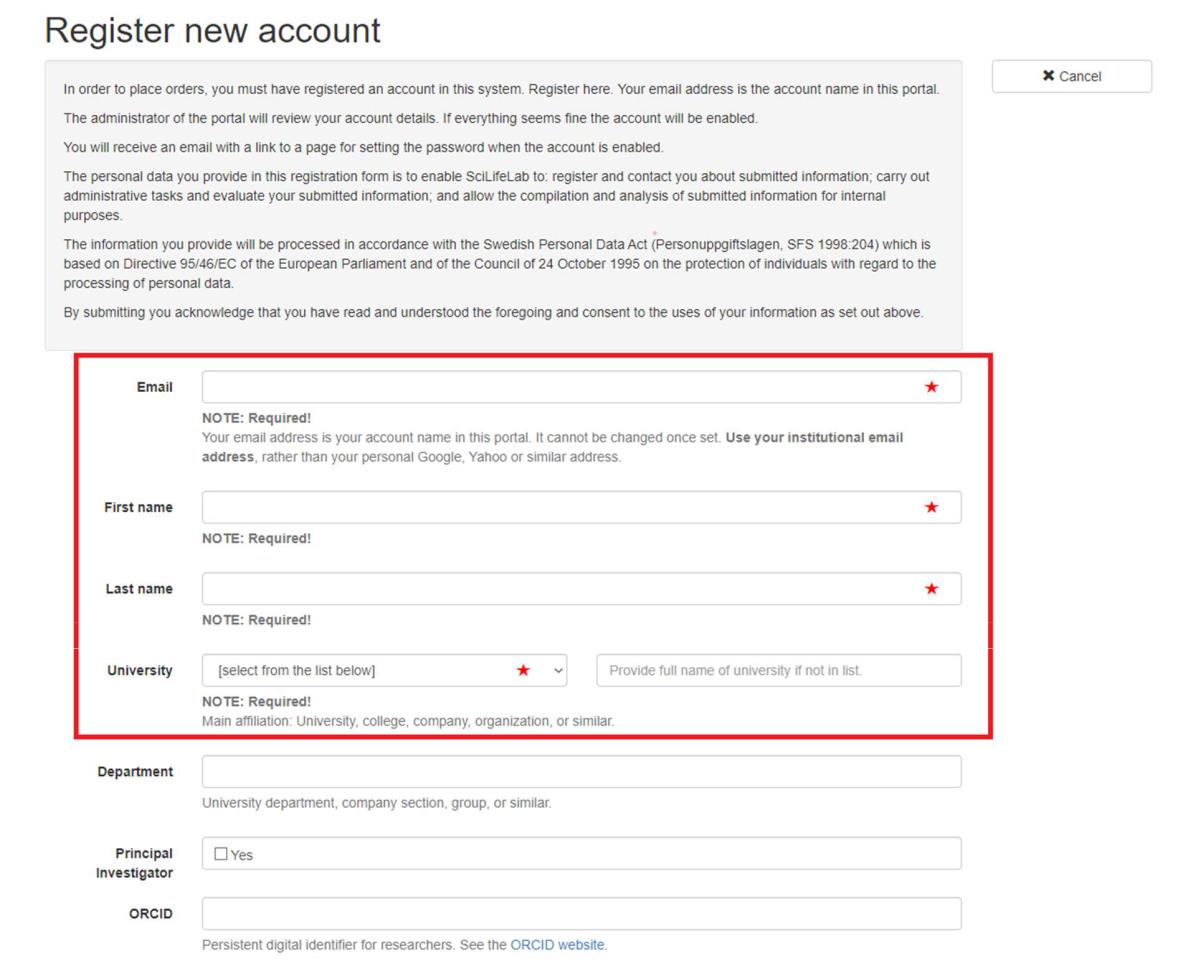 Register new account
Cancel
In order to place orders, you must have registered an account in this system. Register here. Your email address is the account name in this portal.
The administrator of the portal will review your account details. If everything seems fine the account will be enabled.
You will receive an email with a link to a page for setting the password when the account is enabled.
The personal data you provide in this registration form is to enable SciLifeLab to: register and contact you about submitted information; carry out
administrative tasks and evaluate your submitted information; and allow the compilation and analysis of submitted information for internal
purposes.
The information you provide will be processed in accordance with the Swedish Personal Data Act (Personuppgiftslagen, SFS 1998:204) which is
based on Directive 95/46/EC of the European Parliament and of the Council of 24 October 1995 on the protection of individuals with regard to the
processing of personal data.
By submitting you acknowledge that you have read and understood the foregoing and consent to the uses of your information as set out above.
Email
NOTE: Required!
Your email address is your account name in this portal. It cannot be changed once set. Use your institutional email
address, rather than your personal Google, Yahoo or similar address.
First name
NOTE: Required!
Last name
NOTE: Required!
University [select from the list below] Provide full name of university if not in list.
NOTE: Required!
Main affiliation: University, college, company, organization, or similar.
Department
University department, company section, group, or similar.
Principal
Investigator
Yes
ORCID
Persistent digital identifier for researchers. See the ORCID website.